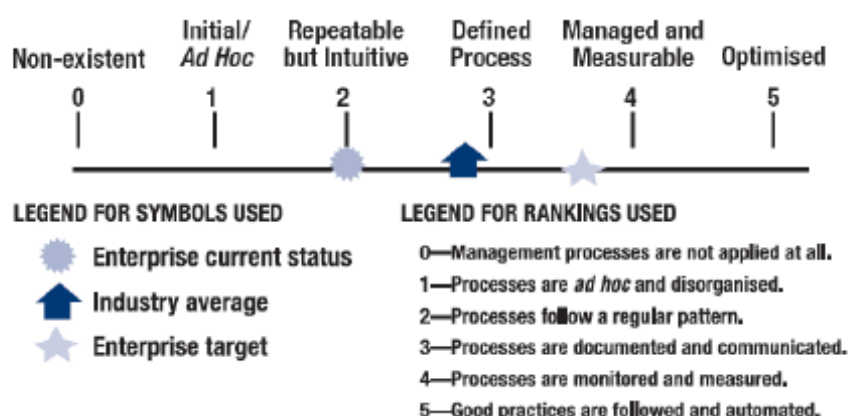 Initial/ Repeatable Defined Managed and
Non-existent Ad Hoc but Intuitive Process Measurable Optimised
0 1 2 3 4 5
LEGEND FOR SYMBOLS USED
Enterprise current status
Industry average
Enterprise target
LEGEND FOR RANKINGS USED
0—Management processes are not applied at all.
1—Processes are ad hoc and disorganised.
2—Processes follow a regular pattern.
3—Processes are documented and communicated.
4—Processes are monitored and measured.
5—Good practices are followed and automated.